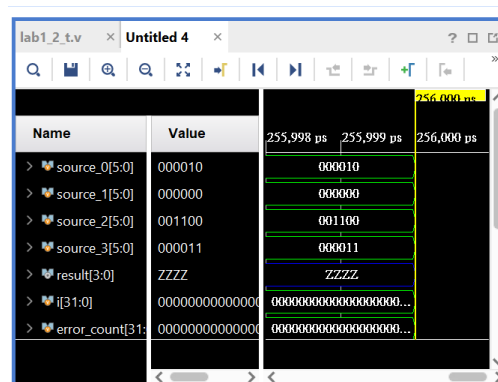 lab1_2_t.v × Untitled 4 × ?
256,000 ps
Name Value 255,998 ps 255,999 ps 256,000 ps
source_0[5:0] 000010 000010
source_1[5:0] 000000 000000
source_2[5:0] 001100 001100
source_3[5:0] 000011 000011
result[3:0] ZZZZ ZZZZ
i[31:0] 00000000000000 00000000000000000000...
error_count[31: 00000000000000 00000000000000000000...